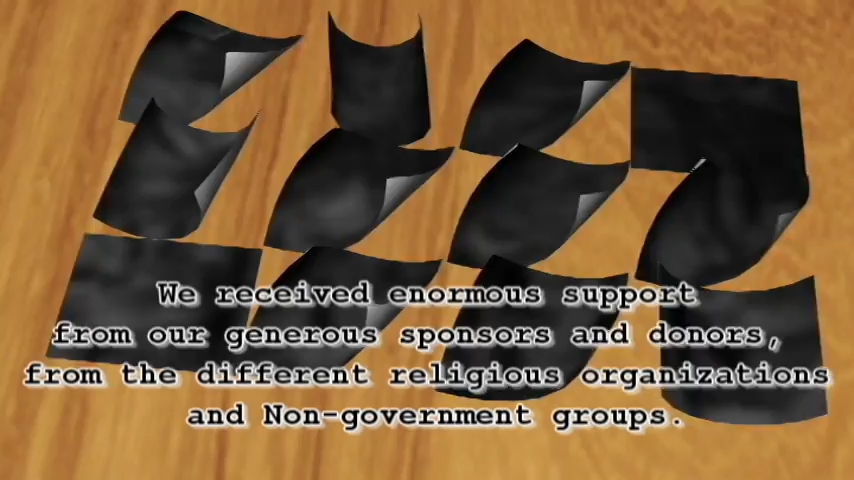 We received enormous support
from our generous sponsors and donors,
from the different religious organizations
and Non-government groups.